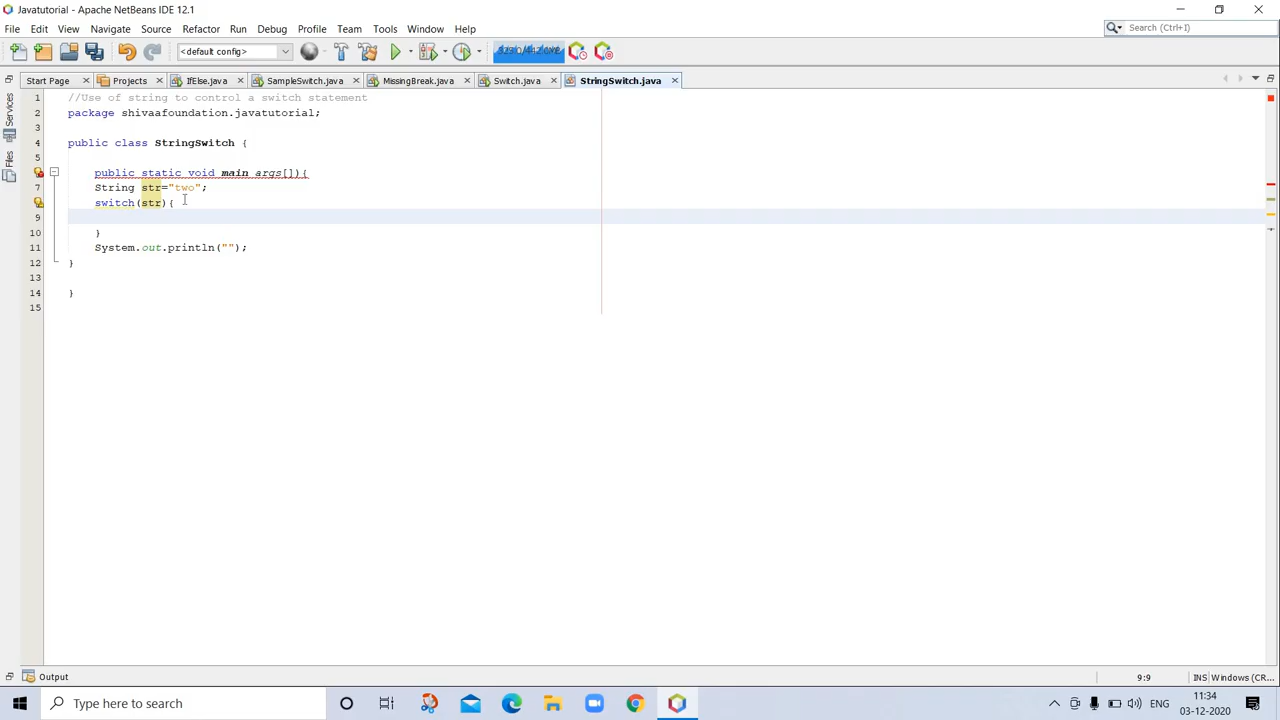 Javatutorial - Apache NetBeans IDE 12.1
File Edit View Navigate Source Refactor Run Debug Profile Team Tools Window Help
Search (Ctrl+I)
<default config>
Start Page Projects IfElse.java SampleSwitch.java MissingBreak.java Switch.java StringSwitch.java
Services
Files
1 //Use of string to control a switch statement
2 package shivaafoundation.javatutorial;
3
4 public class StringSwitch {
5
public static void main args[]){
7 String str="two";
switch(str){
9
10 }
11 System.out.println("");
12 }
13
14 }
15
Output
9:9 INS Windows (CR...
Type here to search
ENG
11:34
03-12-2020